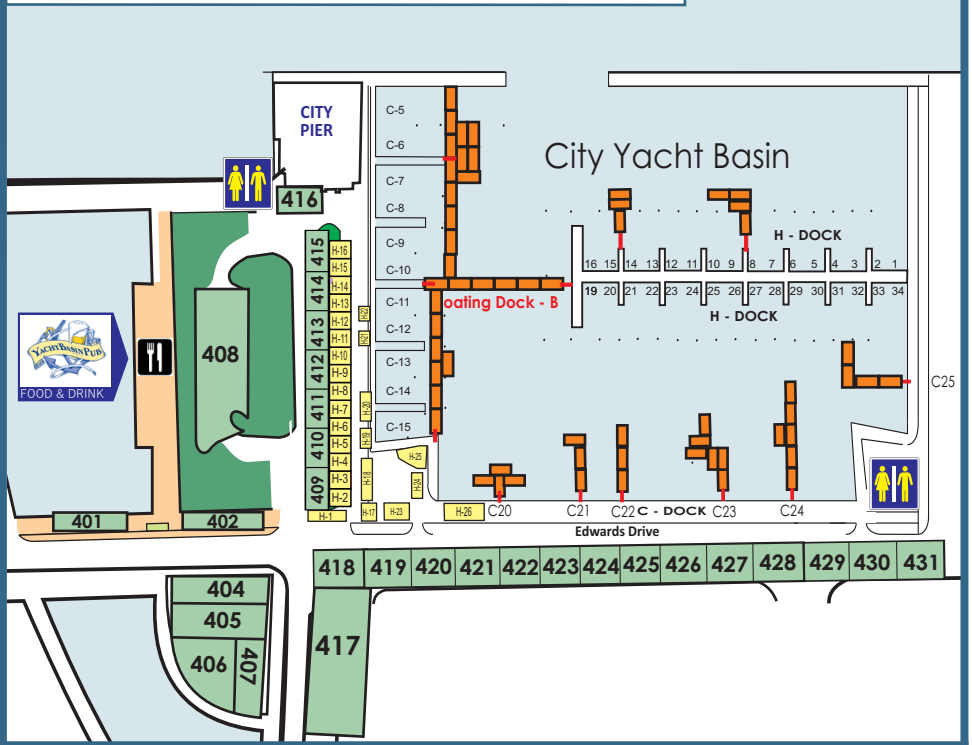 CITY
PIER
C-5
C-6
C-7
C-8
C-9
C-10
C-11
C-12
C-13
C-14
C-15
City Yacht Basin
H - DOCK
16 15 14 13 12 11 10 9 8 7 6 5 4 3 2 1
19 20 21 22 23 24 25 26 27 28 29 30 31 32 33 34
H - DOCK
oating Dock - B
416
415
414
413
412
411
410
409
H-16
H-15
H-14
H-13
H-12
H-11
H-10
H-9
H-8
H-7
H-6
H-5
H-4
H-3
H-2
H-1
H-22
H-21
H-20
H-19
H-18
H-17
H-25
H-24
H-23
H-26
408
YACHT BASIN PUB
FOOD & DRINK
401
402
C25
C20
C21
C22
C - DOCK
C23
C24
Edwards Drive
418 419 420 421 422 423 424 425 426 427 428 429 430 431
417
404
405
406
407